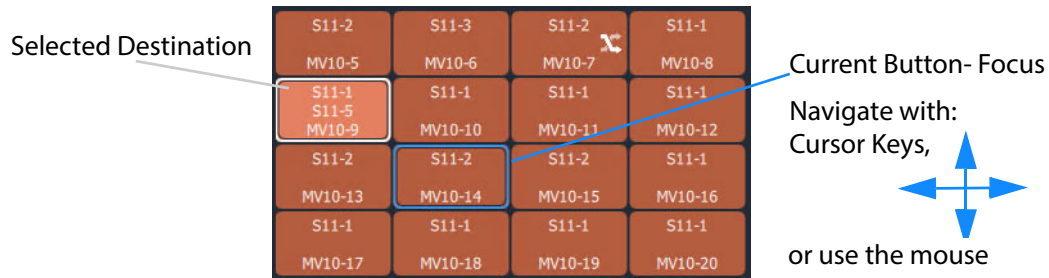 Selected Destination
S11-2 S11-3 S11-2 S11-1
MV10-5 MV10-6 MV10-7 MV10-8
S11-1 S11-1 S11-1 S11-1
S11-5
MV10-9 MV10-10 MV10-11 MV10-12
S11-2 S11-2 S11-2 S11-1
MV10-13 MV10-14 MV10-15 MV10-16
S11-1 S11-1 S11-1 S11-1
MV10-17 MV10-18 MV10-19 MV10-20
Current Button- Focus
Navigate with:
Cursor Keys,
or use the mouse